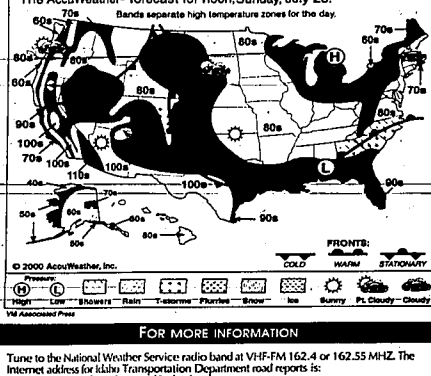 The AccuWeather® forecast for noon, Sunday, July 23.
Bands separate high temperature zones for the day.
70s
70s
60s
80s
60s
80s
80s
80s
70s
H
90s
80s
80s
100s
70s
100s
110s
100s
100s
L
90s
90s
40s
50s
70s
60s
60s
50s
80s
80s
© 2000 AccuWeather, Inc.
FRONTS:
COLD WARM STATIONARY
Pressure:
H L
High Low Showers Rain T-storms Flurries Snow Ice Sunny Pt. Cloudy Cloudy
Via Associated Press
FOR MORE INFORMATION
Tune to the National Weather Service radio band at VHF-FM 162.4 or 162.55 MHZ. The
Internet address for Idaho Transportation Department road reports is: